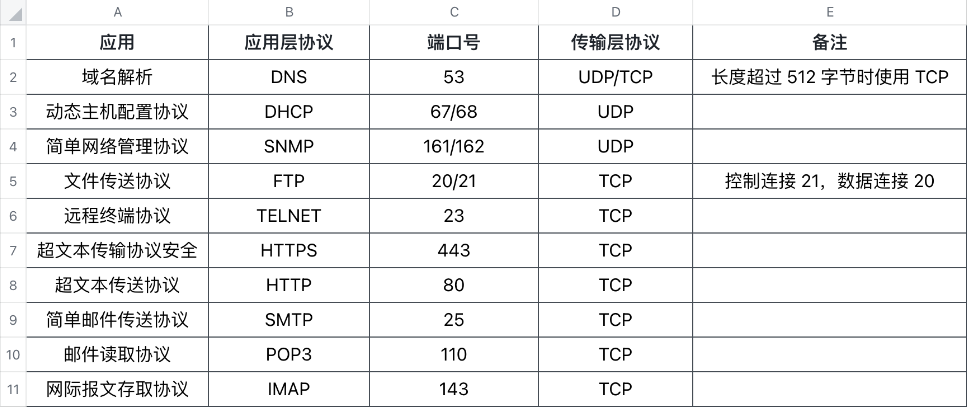 A B C D E
1 应用 应用层协议 端口号 传输层协议 备注
2 域名解析 DNS 53 UDP/TCP 长度超过 512 字节时使用 TCP
3 动态主机配置协议 DHCP 67/68 UDP
4 简单网络管理协议 SNMP 161/162 UDP
5 文件传送协议 FTP 20/21 TCP 控制连接 21，数据连接 20
6 远程终端协议 TELNET 23 TCP
7 超文本传输协议安全 HTTPS 443 TCP
8 超文本传送协议 HTTP 80 TCP
9 简单邮件传送协议 SMTP 25 TCP
10 邮件读取协议 POP3 110 TCP
11 网际报文存取协议 IMAP 143 TCP